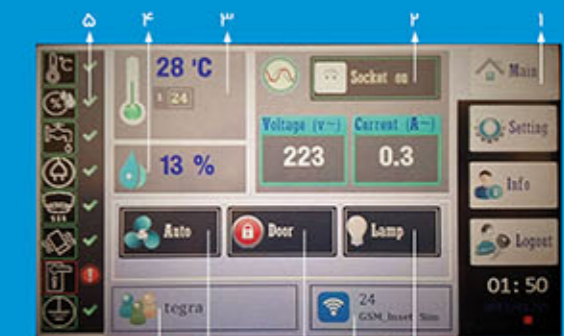 ۵ ۴ ۳ ۲ ۱
°C
28 'C
24
Socket on
Main
Voltage (v~)
Current (A~)
Setting
223
0.3
13 %
Info
Auto
Door
Lamp
Logout
01: 50
tegra
24
GSM_Inset_Sim